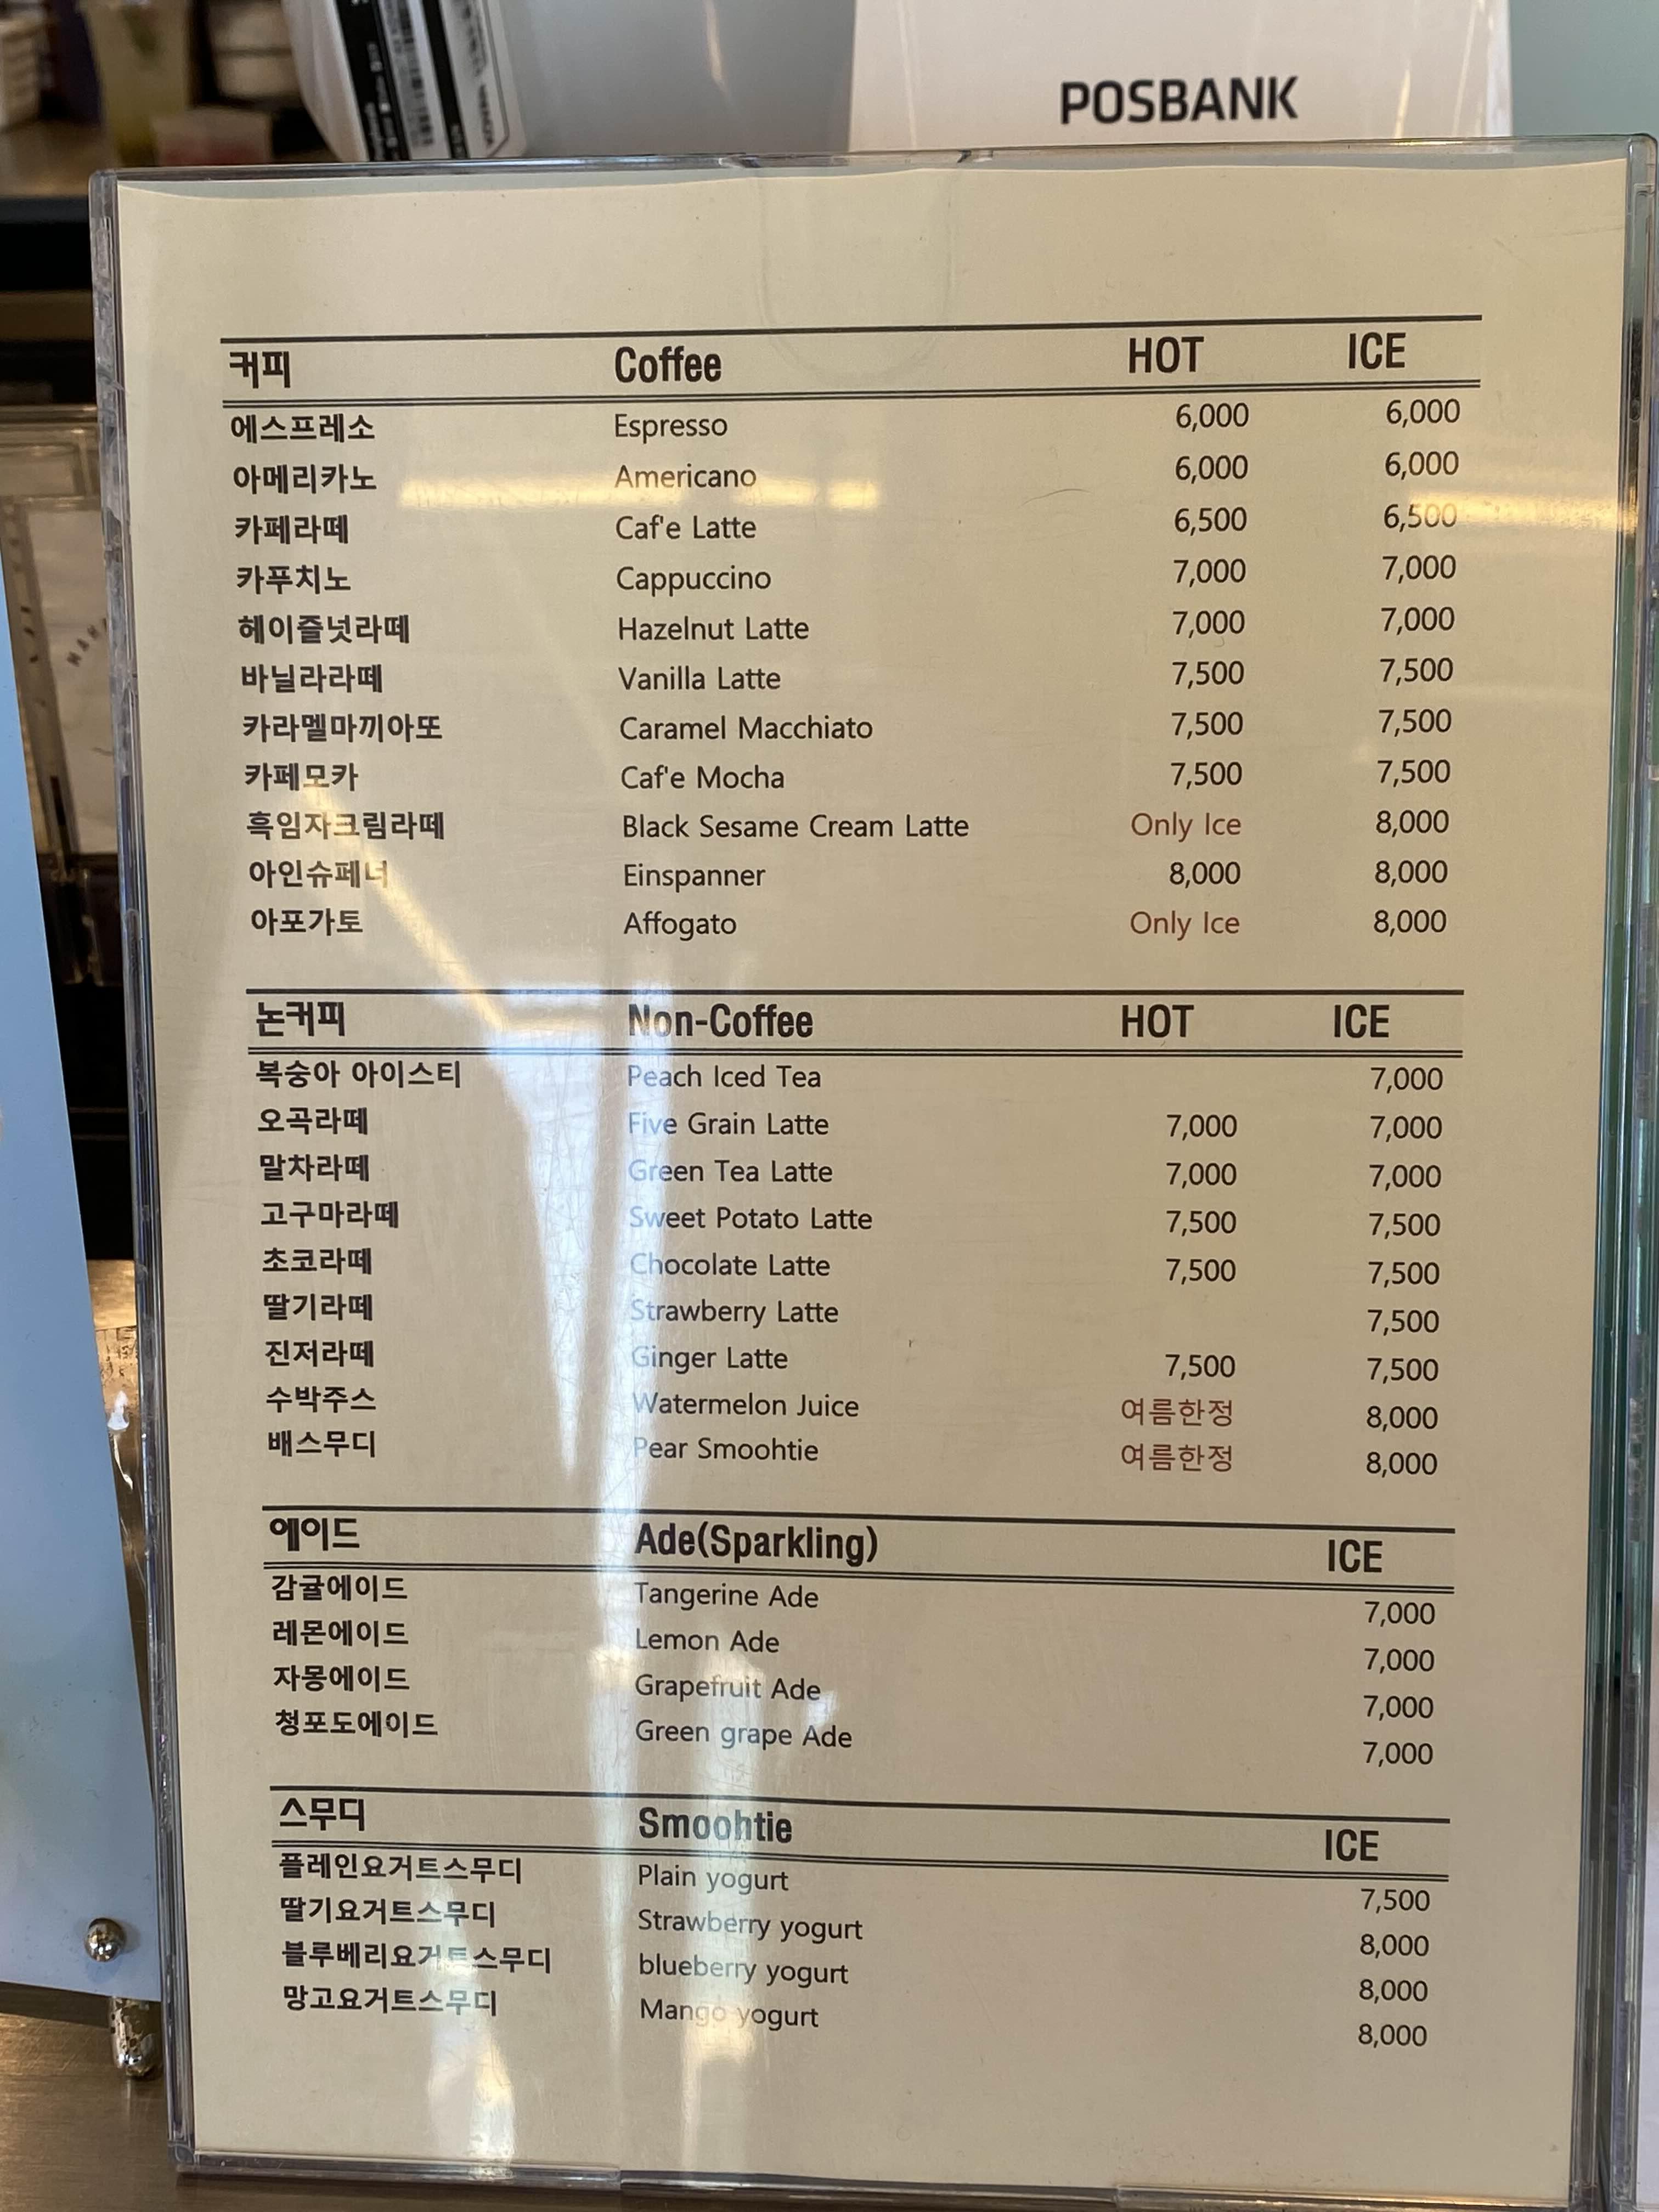 POSBANK
커피 Coffee HOT ICE
에스프레소 Espresso 6,000 6,000
아메리카노 Americano 6,000 6,000
카페라떼 Caf'e Latte 6,500 6,500
카푸치노 Cappuccino 7,000 7,000
헤이즐넛라떼 Hazelnut Latte 7,000 7,000
바닐라라떼 Vanilla Latte 7,500 7,500
카라멜마끼아또 Caramel Macchiato 7,500 7,500
카페모카 Caf'e Mocha 7,500 7,500
흑임자크림라떼 Black Sesame Cream Latte Only Ice 8,000
아인슈페너 Einspanner 8,000 8,000
아포가토 Affogato Only Ice 8,000
논커피 Non-Coffee HOT ICE
복숭아 아이스티 Peach Iced Tea 7,000
오곡라떼 Five Grain Latte 7,000 7,000
말차라떼 Green Tea Latte 7,000 7,000
고구마라떼 Sweet Potato Latte 7,500 7,500
초코라떼 Chocolate Latte 7,500 7,500
딸기라떼 Strawberry Latte 7,500
진저라떼 Ginger Latte 7,500 7,500
수박주스 Watermelon Juice 여름한정 8,000
배스무디 Pear Smoohtie 여름한정 8,000
에이드 Ade(Sparkling) ICE
감귤에이드 Tangerine Ade 7,000
레몬에이드 Lemon Ade 7,000
자몽에이드 Grapefruit Ade 7,000
청포도에이드 Green grape Ade 7,000
스무디 Smoohtie ICE
플레인요거트스무디 Plain yogurt 7,500
딸기요거트스무디 Strawberry yogurt 8,000
블루베리요거트스무디 blueberry yogurt 8,000
망고요거트스무디 Mango yogurt 8,000